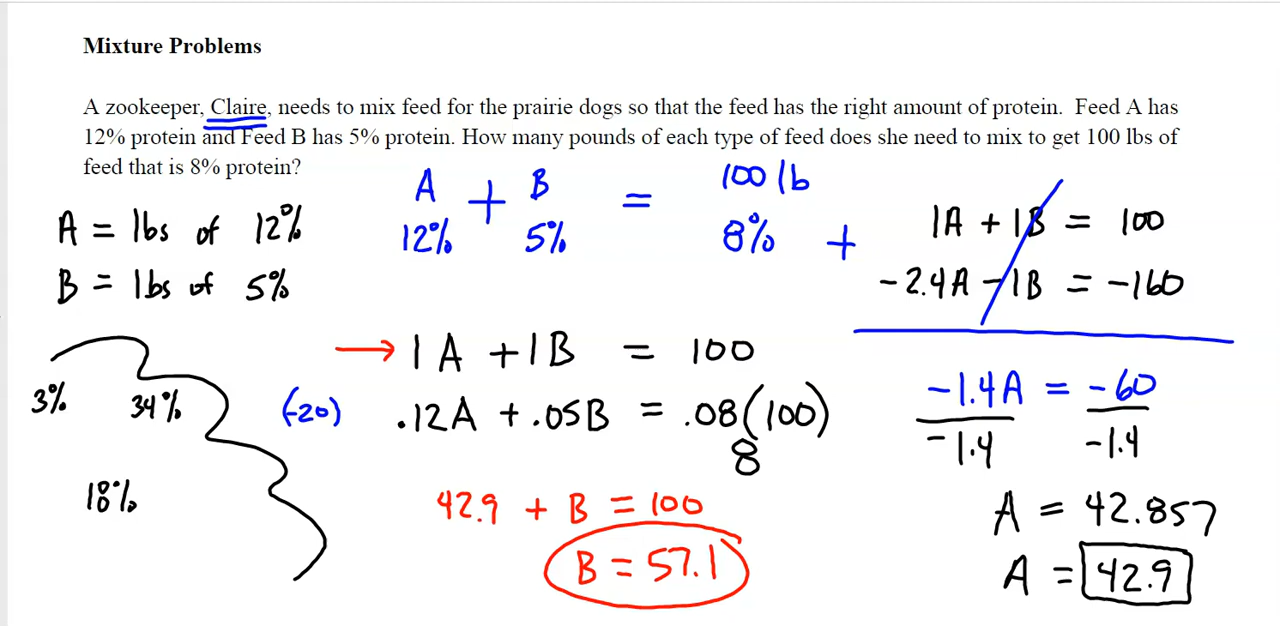 Mixture Problems
A zookeeper, Claire, needs to mix feed for the prairie dogs so that the feed has the right amount of protein. Feed A has
12% protein and Feed B has 5% protein. How many pounds of each type of feed does she need to mix to get 100 lbs of
feed that is 8% protein?
A = lbs of 12%
B = lbs of 5%
A + B = 100 lb
12% 5% 8%
+
1A + 1B = 100
-2.4A - 1B = -160
-1.4A = -60
-1.4 -1.4
A = 42.857
A = 42.9
→ 1A + 1B = 100
(-20) .12A + .05B = .08(100)
8
42.9 + B = 100
B = 57.1
3% 34%
18%